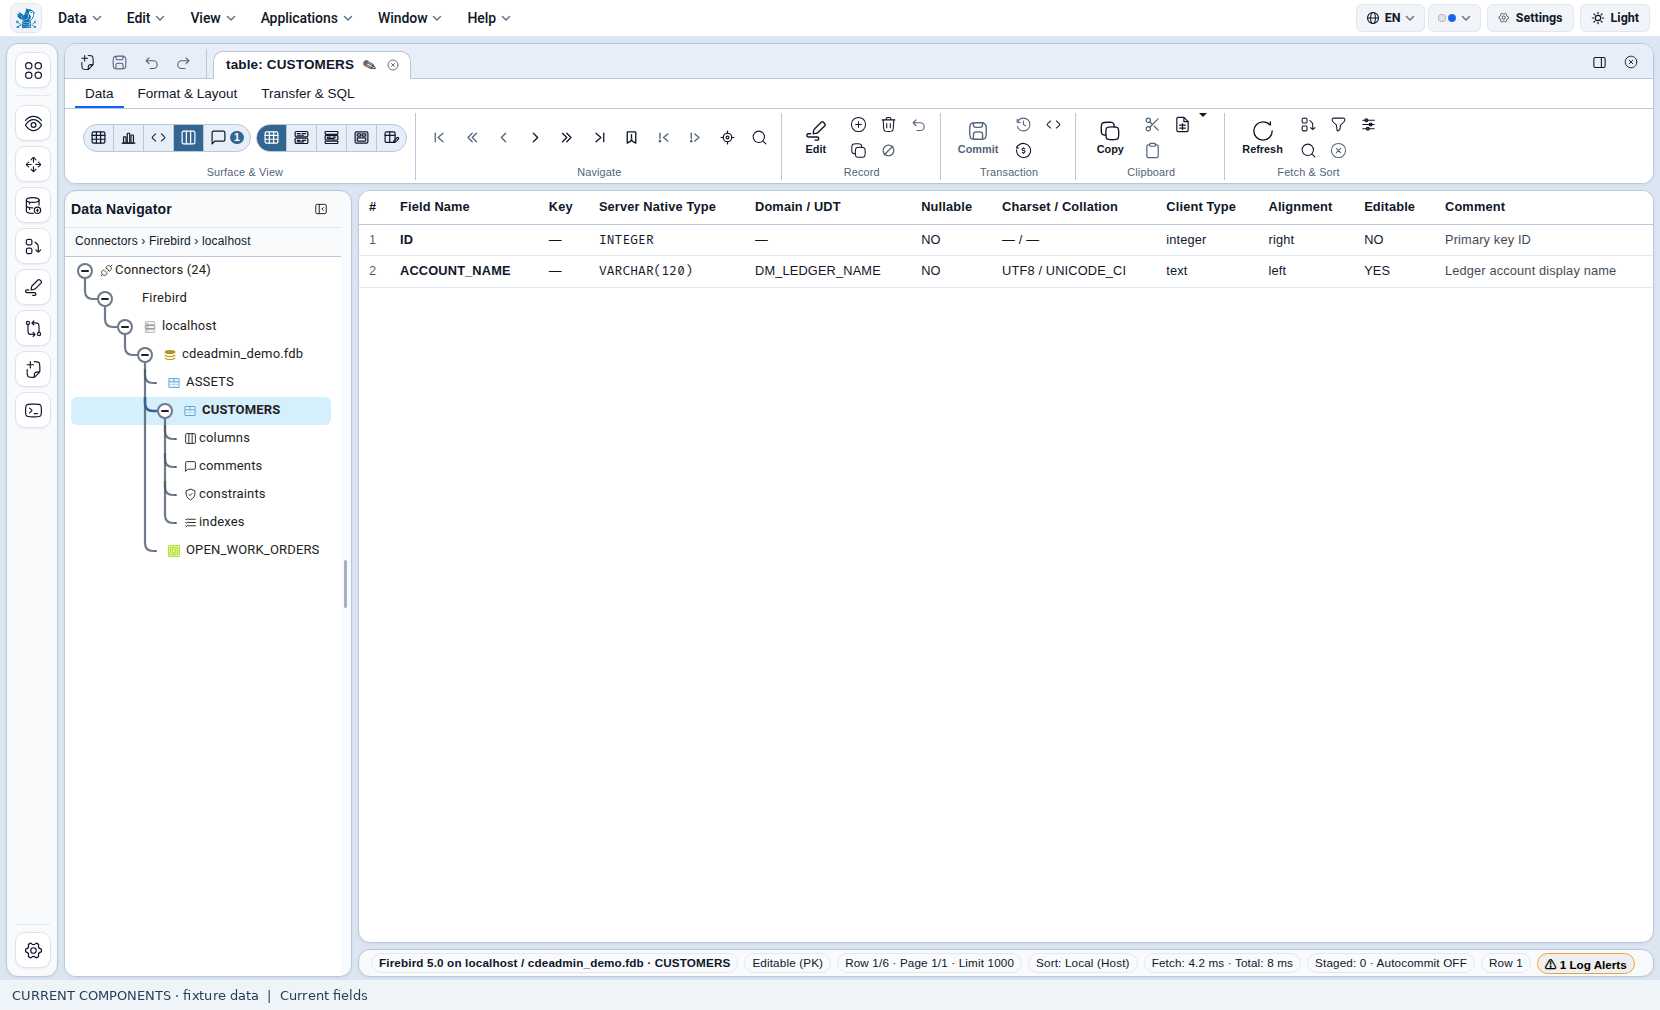 Data Edit View Applications Window Help EN Settings Light
table: CUSTOMERS
Data Format & Layout Transfer & SQL
1
Edit Commit Copy Refresh
Surface & View Navigate Record Transaction Clipboard Fetch & Sort
Data Navigator
Connectors › Firebird › localhost
Connectors (24)
Firebird
localhost
cdeadmin_demo.fdb
ASSETS
CUSTOMERS
columns
comments
constraints
indexes
OPEN_WORK_ORDERS
# Field Name Key Server Native Type Domain / UDT Nullable Charset / Collation Client Type Alignment Editable Comment
1 ID — INTEGER — NO — / — integer right NO Primary key ID
2 ACCOUNT_NAME — VARCHAR(120) DM_LEDGER_NAME NO UTF8 / UNICODE_CI text left YES Ledger account display name
Firebird 5.0 on localhost / cdeadmin_demo.fdb · CUSTOMERS Editable (PK) Row 1/6 · Page 1/1 · Limit 1000 Sort: Local (Host) Fetch: 4.2 ms · Total: 8 ms Staged: 0 · Autocommit OFF Row 1 ⚠ 1 Log Alerts
CURRENT COMPONENTS · fixture data | Current fields